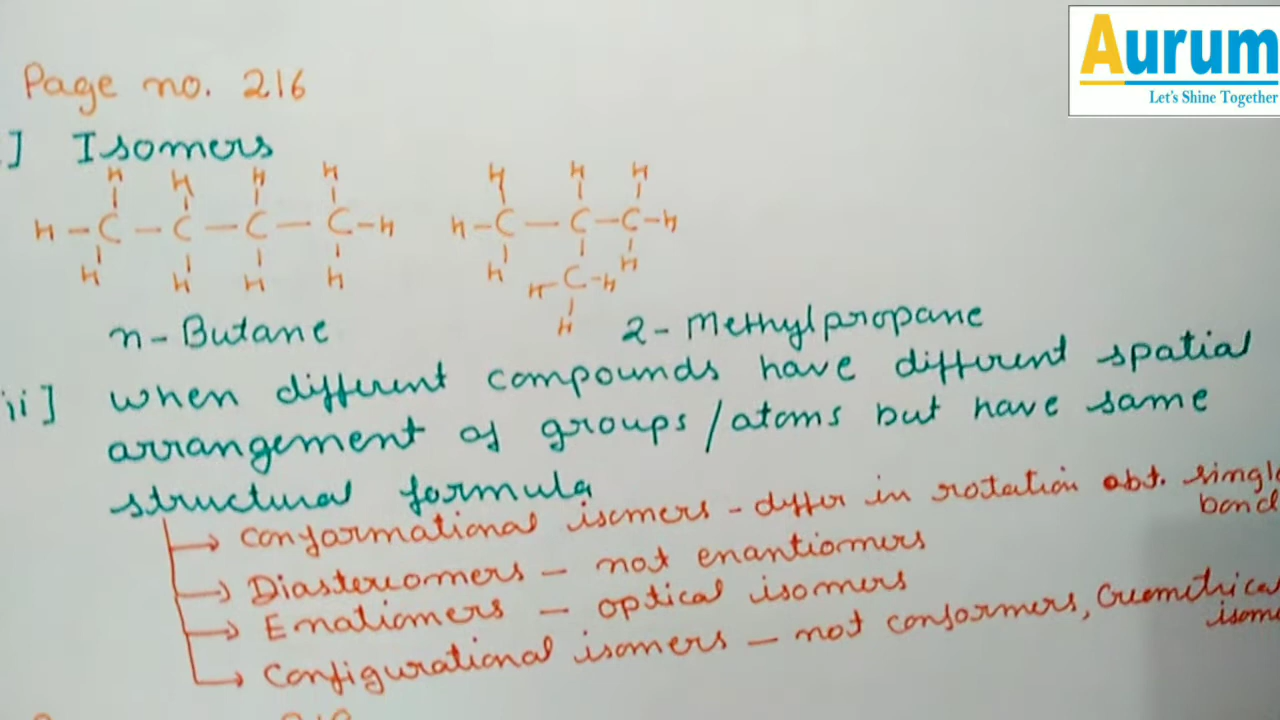 Aurum
Let's Shine Together
Page no. 216
] Isomers
H H H H
H - C - C - C - C - H
H H H H
n-Butane
H H H
H - C - C - C - H
H H
H - C - H
H
2-Methylpropane
ii] When different compounds have different spatial
arrangement of groups/atoms but have same
structural formula
→ Conformational isomers - differ in rotation abt. single
bond
→ Diastereomers - not enantiomers
→ Enatiomers - optical isomers
→ Configurational isomers - not conformers, Geometrical
isom